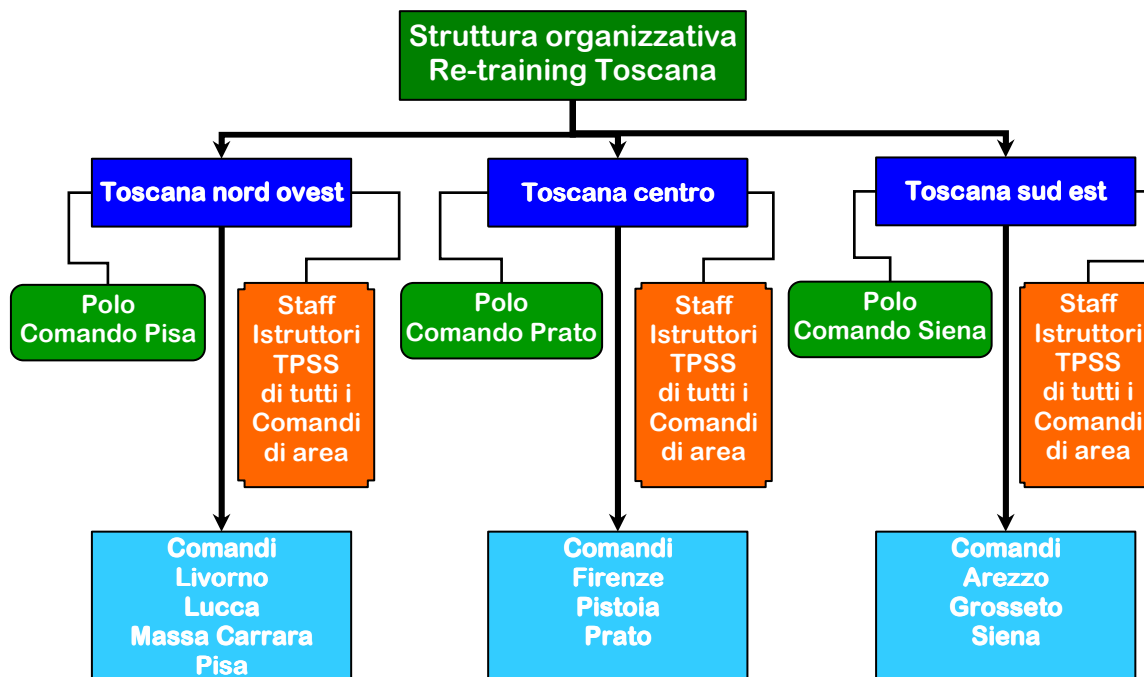 Struttura organizzativa
Re-training Toscana
Toscana nord ovest
Toscana centro
Toscana sud est
Polo
Comando Pisa
Staff
Istruttori
TPSS
di tutti i
Comandi
di area
Polo
Comando Prato
Staff
Istruttori
TPSS
di tutti i
Comandi
di area
Polo
Comando Siena
Staff
Istruttori
TPSS
di tutti i
Comandi
di area
Comandi
Livorno
Lucca
Massa Carrara
Pisa
Comandi
Firenze
Pistoia
Prato
Comandi
Arezzo
Grosseto
Siena